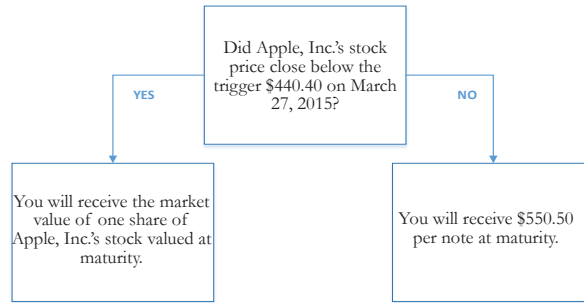 Did Apple, Inc.'s stock
price close below the
trigger $440.40 on March
27, 2015?
YES
NO
You will receive the market
value of one share of
Apple, Inc.'s stock valued at
maturity.
You will receive $550.50
per note at maturity.